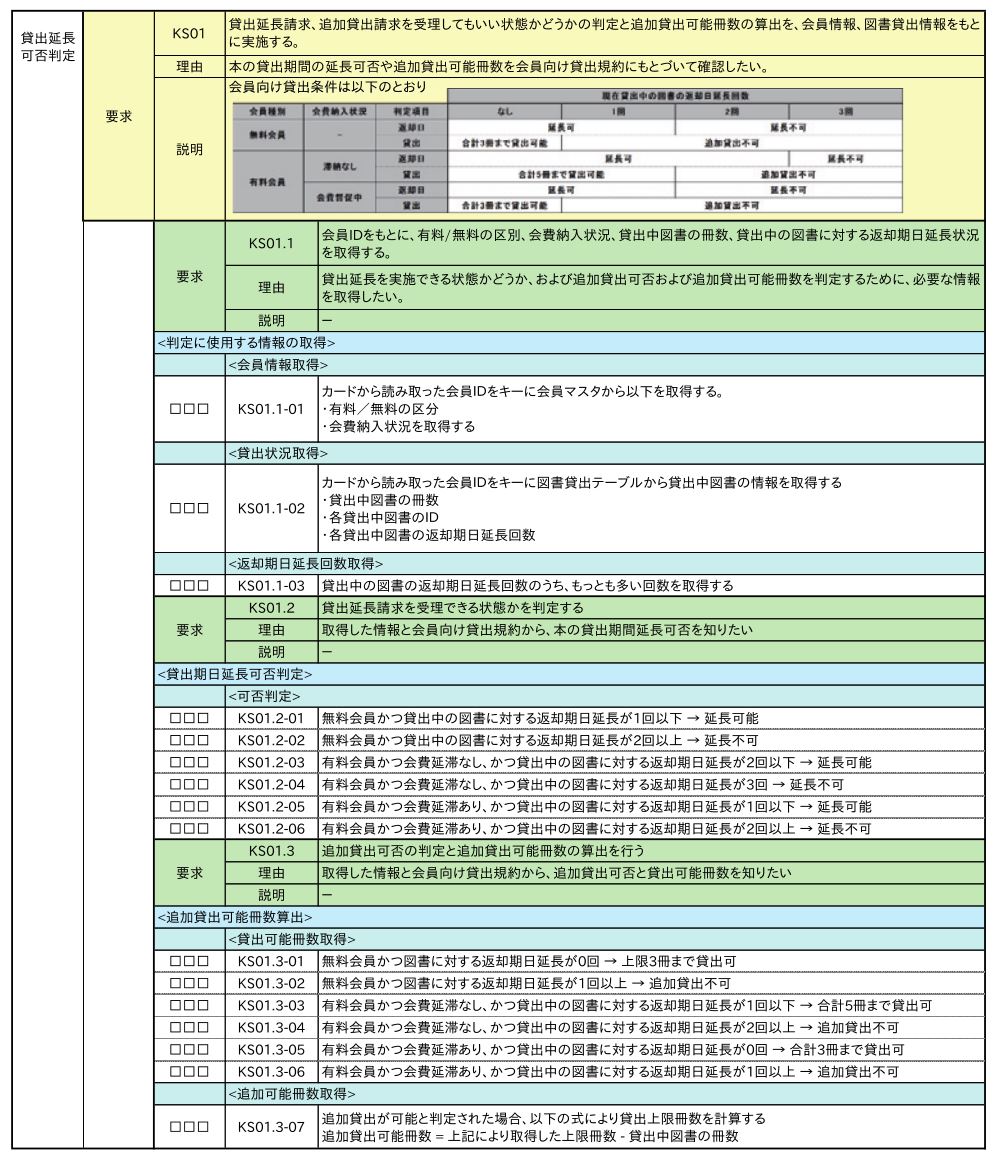 貸出延長
可否判定
要求
KS01
貸出延長請求、追加貸出請求を受理してもいい状態かどうかの判定と追加貸出可能冊数の算出を、会員情報、図書貸出情報をもと
に実施する。
理由
本の貸出期間の延長可否や追加貸出可能冊数を会員向け貸出規約にもとづいて確認したい。
説明
会員向け貸出条件は以下のとおり
現在貸出中の図書の返却日延長回数
会員種別 会費納入状況 判定項目 なし 1回 2回 3回
無料会員 - 返却日 延長可 延長不可
貸出 合計3冊まで貸出可能 追加貸出不可
有料会員 滞納なし 返却日 延長可 延長不可
貸出 合計5冊まで貸出可能 追加貸出不可
会費督促中 返却日 延長可 延長不可
貸出 合計3冊まで貸出可能 追加貸出不可
要求
KS01.1
会員IDをもとに、有料/無料の区別、会費納入状況、貸出中図書の冊数、貸出中の図書に対する返却期日延長状況
を取得する。
理由
貸出延長を実施できる状態かどうか、および追加貸出可否および追加貸出可能冊数を判定するために、必要な情報
を取得したい。
説明 ー
<判定に使用する情報の取得>
<会員情報取得>
□□□ KS01.1-01
カードから読み取った会員IDをキーに会員マスタから以下を取得する。
・有料／無料の区分
・会費納入状況を取得する
<貸出状況取得>
□□□ KS01.1-02
カードから読み取った会員IDをキーに図書貸出テーブルから貸出中図書の情報を取得する
・貸出中図書の冊数
・各貸出中図書のID
・各貸出中図書の返却期日延長回数
<返却期日延長回数取得>
□□□ KS01.1-03 貸出中の図書の返却期日延長回数のうち、もっとも多い回数を取得する
要求
KS01.2 貸出延長請求を受理できる状態かを判定する
理由 取得した情報と会員向け貸出規約から、本の貸出期間延長可否を知りたい
説明 ー
<貸出期日延長可否判定>
<可否判定>
□□□ KS01.2-01 無料会員かつ貸出中の図書に対する返却期日延長が1回以下 → 延長可能
□□□ KS01.2-02 無料会員かつ貸出中の図書に対する返却期日延長が2回以上 → 延長不可
□□□ KS01.2-03 有料会員かつ会費延滞なし、かつ貸出中の図書に対する返却期日延長が2回以下 → 延長可能
□□□ KS01.2-04 有料会員かつ会費延滞なし、かつ貸出中の図書に対する返却期日延長が3回 → 延長不可
□□□ KS01.2-05 有料会員かつ会費延滞あり、かつ貸出中の図書に対する返却期日延長が1回以下 → 延長可能
□□□ KS01.2-06 有料会員かつ会費延滞あり、かつ貸出中の図書に対する返却期日延長が2回以上 → 延長不可
要求
KS01.3 追加貸出可否の判定と追加貸出可能冊数の算出を行う
理由 取得した情報と会員向け貸出規約から、追加貸出可否と貸出可能冊数を知りたい
説明 ー
<追加貸出可能冊数算出>
<貸出可能冊数取得>
□□□ KS01.3-01 無料会員かつ図書に対する返却期日延長が0回 → 上限3冊まで貸出可
□□□ KS01.3-02 無料会員かつ図書に対する返却期日延長が1回以上 → 追加貸出不可
□□□ KS01.3-03 有料会員かつ会費延滞なし、かつ図書に対する返却期日延長が1回以下 → 合計5冊まで貸出可
□□□ KS01.3-04 有料会員かつ会費延滞なし、かつ図書に対する返却期日延長が2回以上 → 追加貸出不可
□□□ KS01.3-05 有料会員かつ会費延滞あり、かつ図書に対する返却期日延長が0回 → 合計3冊まで貸出可
□□□ KS01.3-06 有料会員かつ会費延滞あり、かつ図書に対する返却期日延長が1回以上 → 追加貸出不可
<追加可能冊数取得>
□□□ KS01.3-07
追加貸出が可能と判定された場合、以下の式により貸出上限冊数を計算する
追加貸出可能冊数 = 上記により取得した上限冊数 - 貸出中図書の冊数